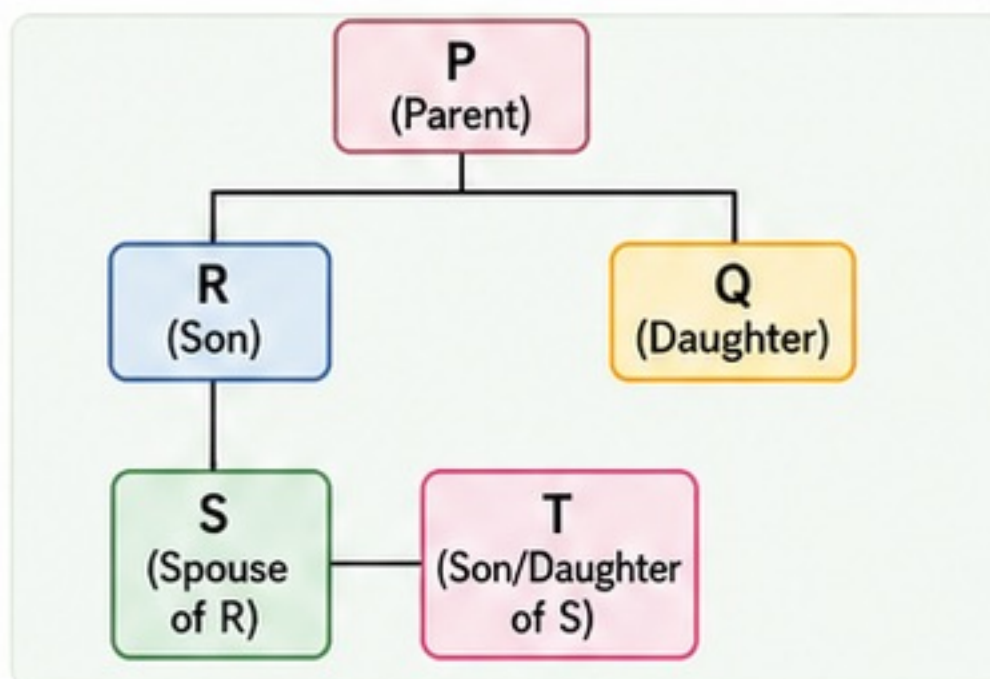 P
(Parent)
R
(Son)
Q
(Daughter)
S
(Spouse
of R)
T
(Son/Daughter
of S)